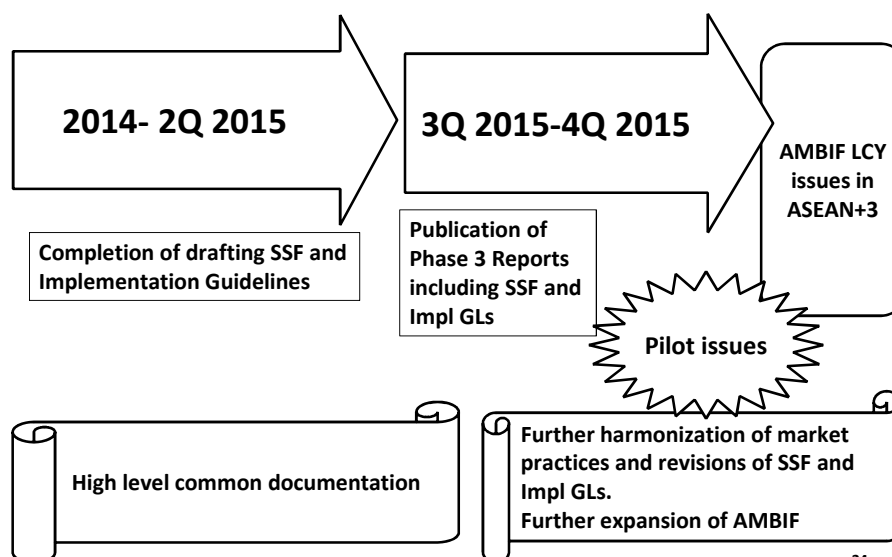 2014- 2Q 2015
3Q 2015-4Q 2015
AMBIF LCY
issues in
ASEAN+3
Completion of drafting SSF and
Implementation Guidelines
Publication of
Phase 3 Reports
including SSF and
Impl GLs
Pilot issues
High level common documentation
Further harmonization of market
practices and revisions of SSF and
Impl GLs.
Further expansion of AMBIF